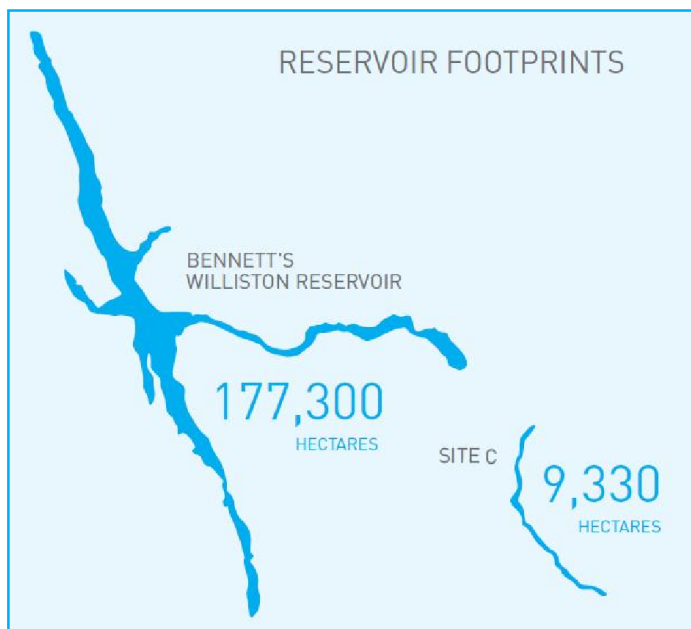 RESERVOIR FOOTPRINTS
BENNETT'S
WILLISTON RESERVOIR
177,300
HECTARES
SITE C
9,330
HECTARES